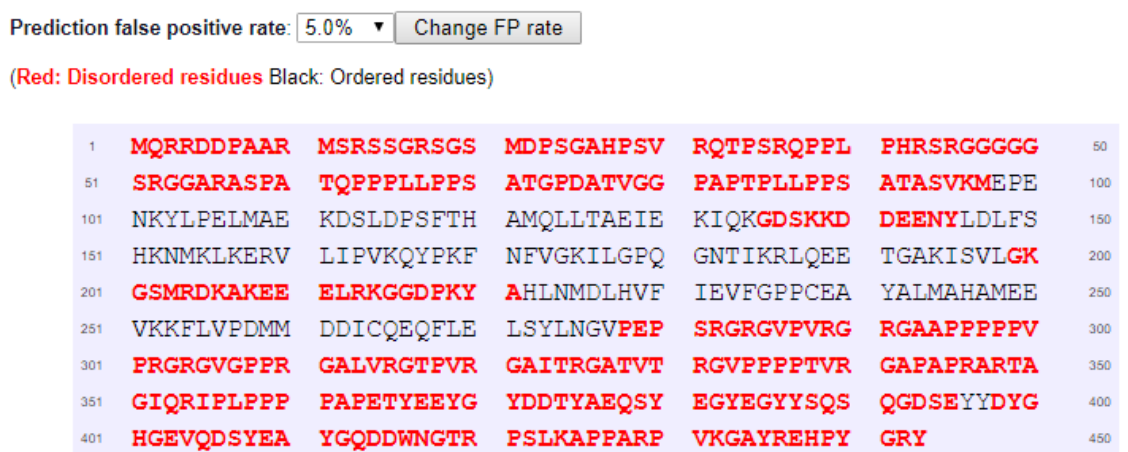 Prediction false positive rate: 5.0% ▼ Change FP rate
(Red: Disordered residues Black: Ordered residues)
1 MQRRDDPAAR MSRSSGRSGS MDPSGAHPSV RQTPSRQPPL PHRSRGGGGG 50
51 SRGGARASPA TQPPPLLPPS ATGPDATVGG PAPTPLLPPS ATASVKMEPE 100
101 NKYLPELMAE KDSLDPSFTH AMQLLTAEIE KIQKGDSKKD DEENYLDLFS 150
151 HKNMKLKERV LIPVKQYPKF NFVGKILGPQ GNTIKRLQEE TGAKISVLGK 200
201 GSMRDKAKEE ELRKGGDPKY AHLNMDLHVF IEVFGPPCEA YALMAHAMEE 250
251 VKKFLVPDMM DDICQEQFLE LSYLNGVPEP SRGRGVPVRG RGAAPPPPPV 300
301 PRGRGVGPPR GALVRGTPVR GAITRGATVT RGVPPPPTVR GAPAPRARTA 350
351 GIQRIPLPPP PAPETYEEYG YDDTYAEQSY EGYEGYYSQS QGDSEYYDYG 400
401 HGEVQDSYEA YGQDDWNGTR PSLKAPPARP VKGAYREHPY GRY 450